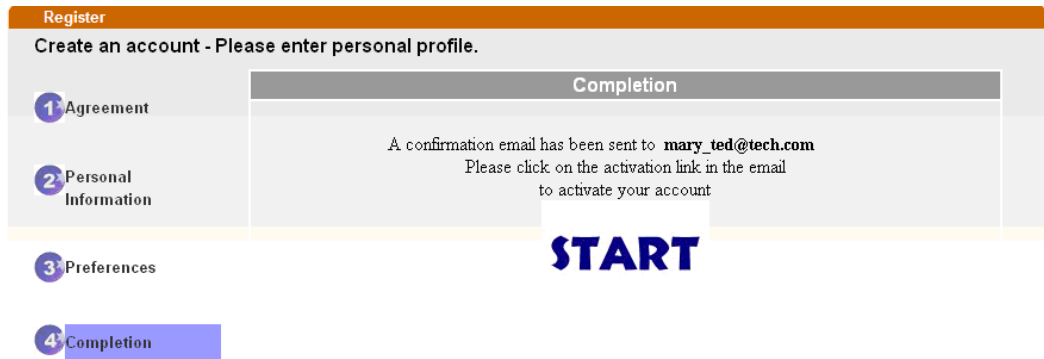 Register
Create an account - Please enter personal profile.
Completion
1 Agreement
A confirmation email has been sent to mary_ted@tech.com
Please click on the activation link in the email
to activate your account
2 Personal
Information
START
3 Preferences
4 Completion